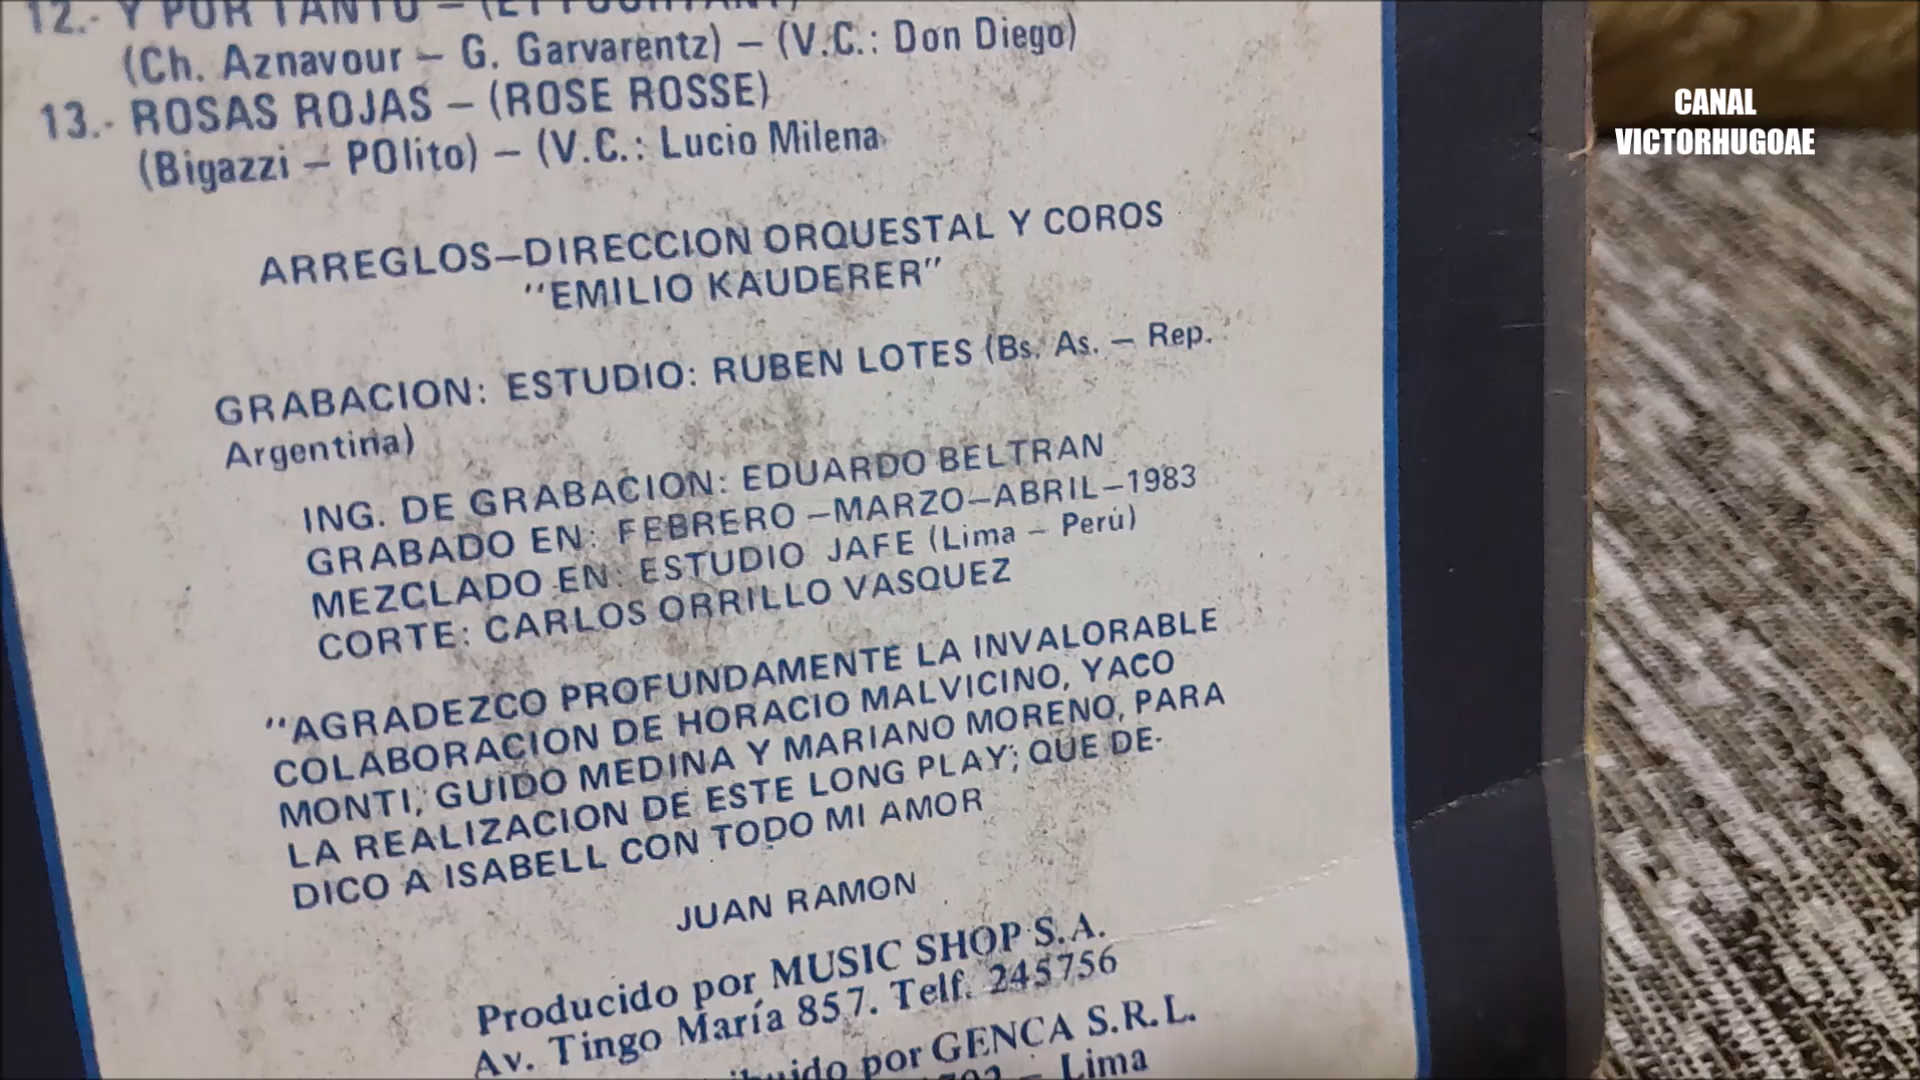 12.- Y POR TANTO – (ET POURTANT)
(Ch. Aznavour – G. Garvarentz) – (V.C.: Don Diego)
13.- ROSAS ROJAS – (ROSE ROSSE)
(Bigazzi – POlito) – (V.C.: Lucio Milena
CANAL
VICTORHUGOAE
ARREGLOS–DIRECCION ORQUESTAL Y COROS
"EMILIO KAUDERER"
GRABACION: ESTUDIO: RUBEN LOTES (Bs. As. – Rep.
Argentina)
ING. DE GRABACION: EDUARDO BELTRAN
GRABADO EN: FEBRERO –MARZO–ABRIL–1983
MEZCLADO EN: ESTUDIO JAFE (Lima – Perú)
CORTE: CARLOS ORRILLO VASQUEZ
"AGRADEZCO PROFUNDAMENTE LA INVALORABLE
COLABORACION DE HORACIO MALVICINO, YACO
MONTI, GUIDO MEDINA Y MARIANO MORENO, PARA
LA REALIZACION DE ESTE LONG PLAY; QUE DE-
DICO A ISABELL CON TODO MI AMOR
JUAN RAMON
Producido por MUSIC SHOP S.A.
Av. Tingo María 857. Telf. 245756
por GENCA S.R.L.
– Lima